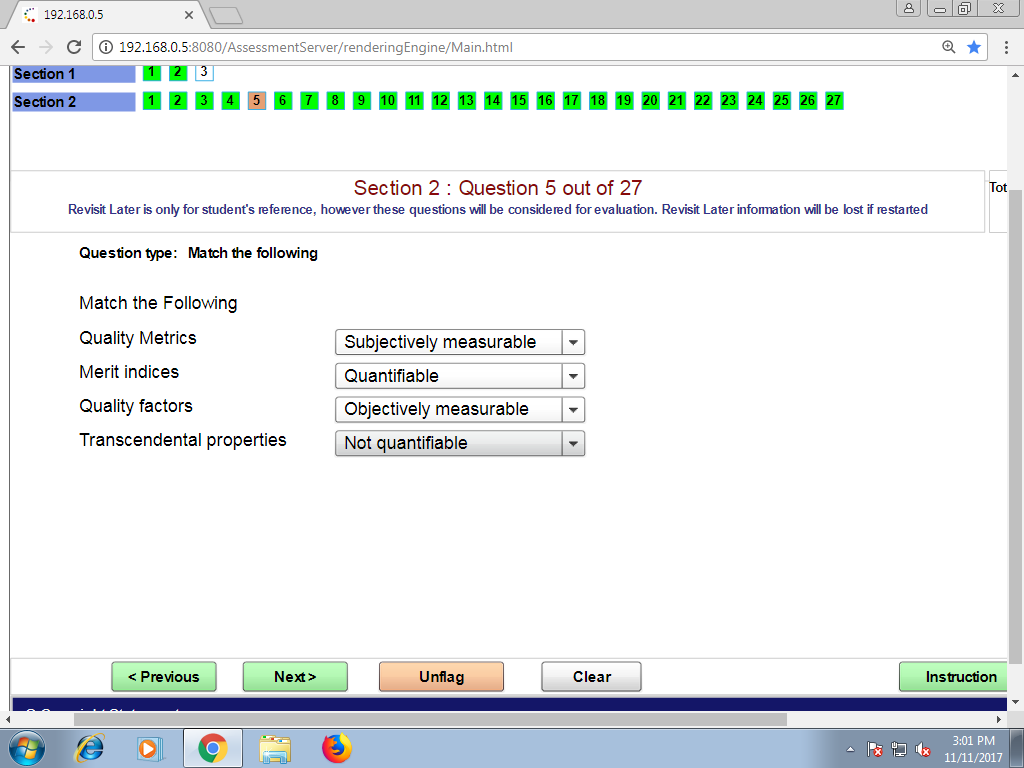 192.168.0.5
192.168.0.5:8080/AssessmentServer/renderingEngine/Main.html
Section 1 1 2 3
Section 2 1 2 3 4 5 6 7 8 9 10 11 12 13 14 15 16 17 18 19 20 21 22 23 24 25 26 27
Section 2 : Question 5 out of 27
Tot
Revisit Later is only for student's reference, however these questions will be considered for evaluation. Revisit Later information will be lost if restarted
Question type: Match the following
Match the Following
Quality Metrics Subjectively measurable
Merit indices Quantifiable
Quality factors Objectively measurable
Transcendental properties Not quantifiable
< Previous Next > Unflag Clear Instruction
3:01 PM
11/11/2017